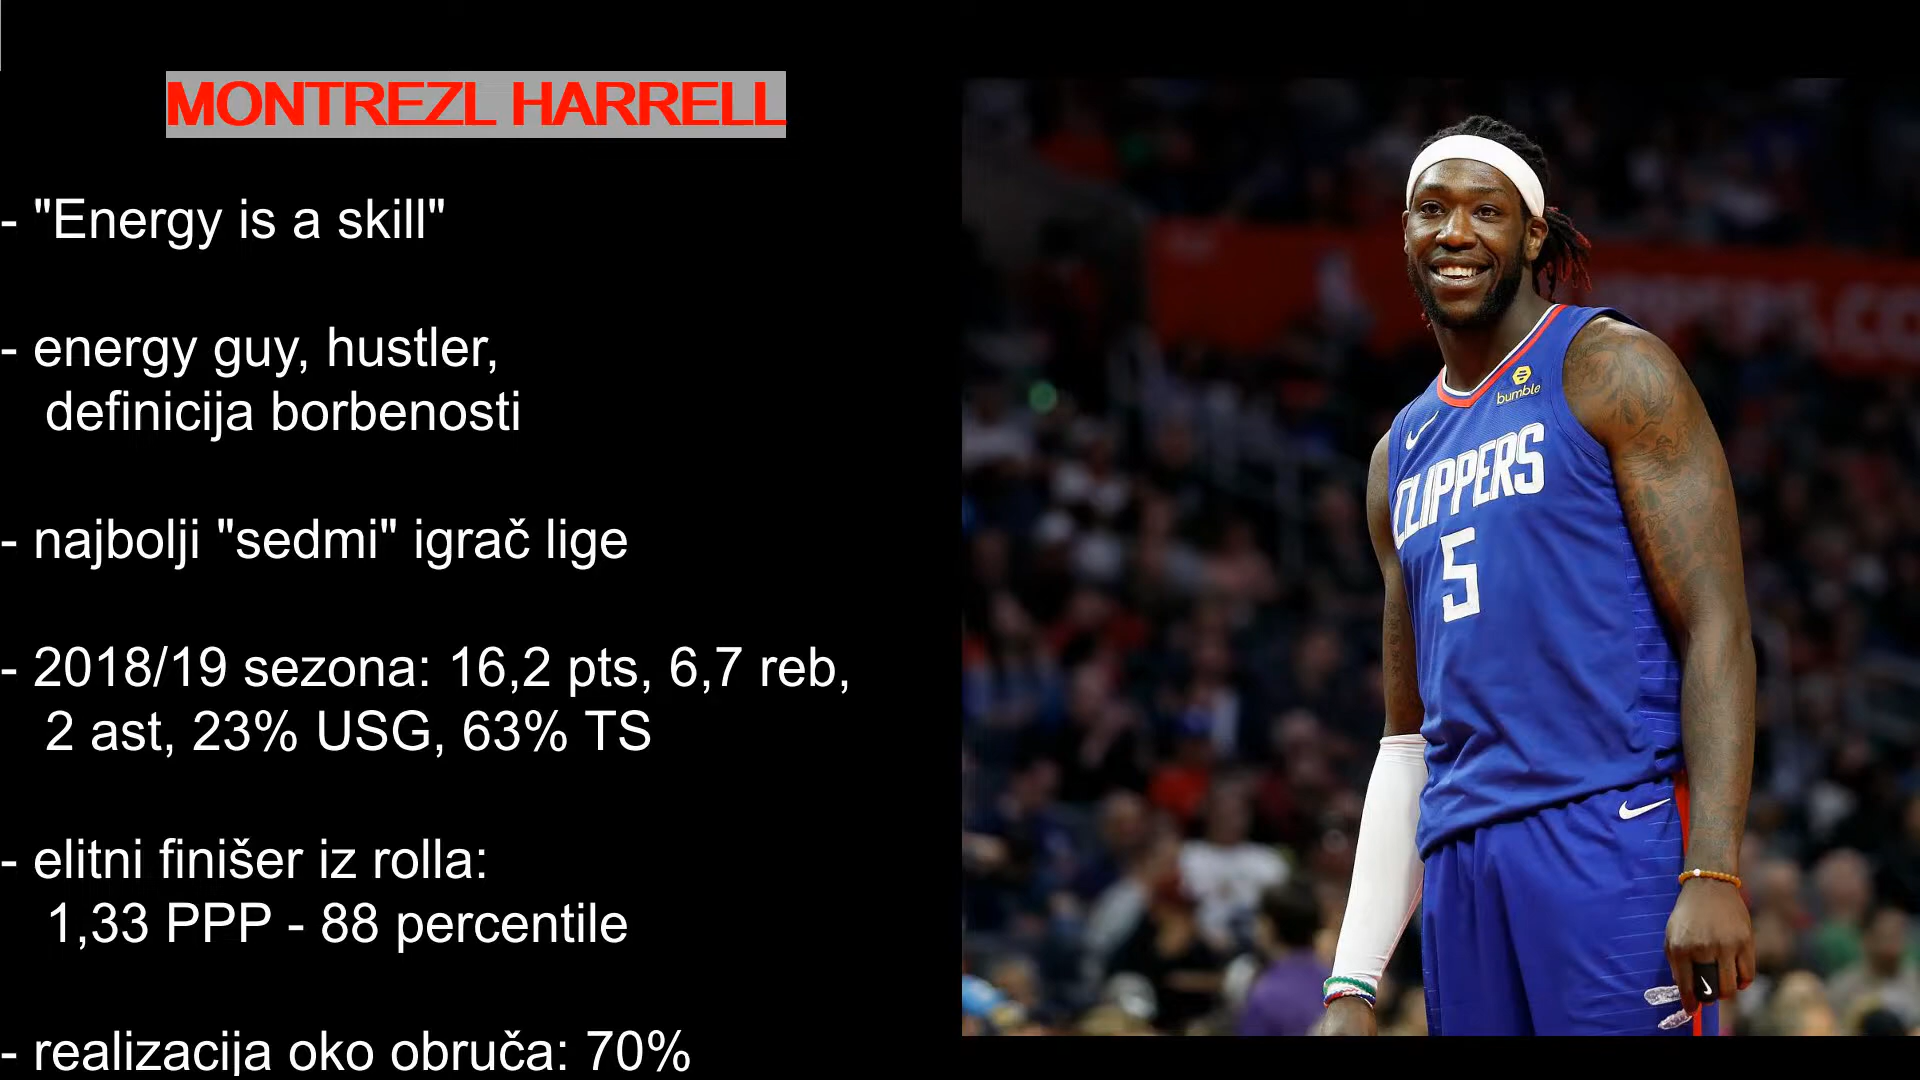 MONTREZL HARRELL
- "Energy is a skill"
- energy guy, hustler,
definicija borbenosti
- najbolji "sedmi" igrač lige
- 2018/19 sezona: 16,2 pts, 6,7 reb,
2 ast, 23% USG, 63% TS
- elitni finišer iz rolla:
1,33 PPP - 88 percentile
- realizacija oko obruča: 70%
bumble
CLIPPERS
5